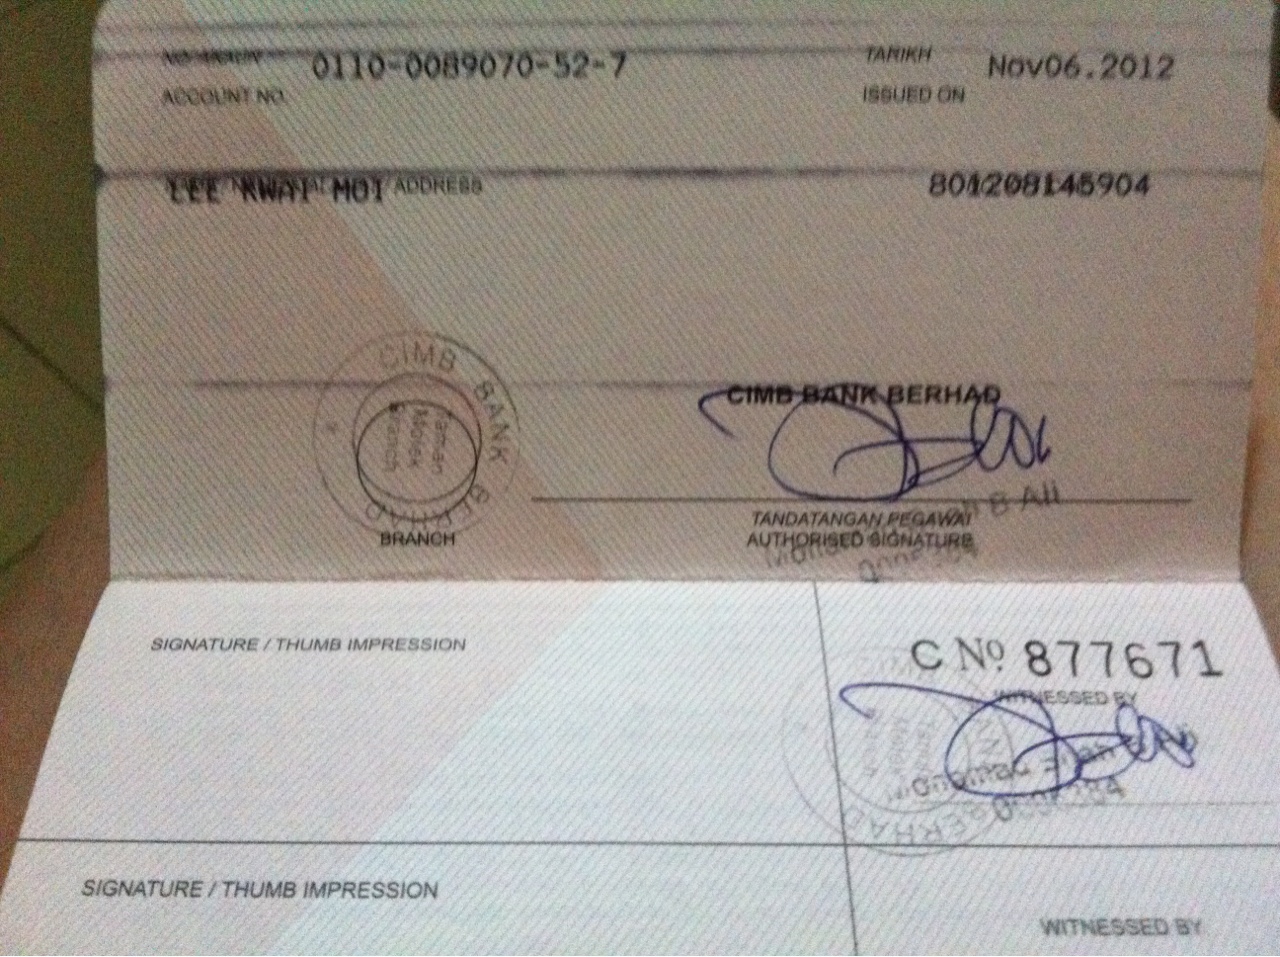 NO. AKAUN 0110-0089070-52-7 TARIKH Nov06.2012
ACCOUNT NO. ISSUED ON
LEE KWAI MOI ADDRESS 801208145904
CIMB BANK BERHAD
Taman
Molek
Branch
BRANCH
CIMB BANK BERHAD
B Ali
TANDATANGAN PEGAWAI
AUTHORISED SIGNATURE
SIGNATURE / THUMB IMPRESSION
C Nº 877671
WITNESSED BY
BERHAD
SIGNATURE / THUMB IMPRESSION
WITNESSED BY